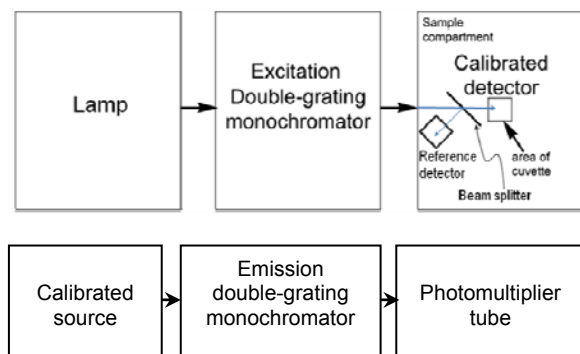 Lamp
Excitation
Double-grating
monochromator
Sample
compartment
Calibrated
detector
Reference
detector
area of
cuvette
Beam splitter
Calibrated
source
Emission
double-grating
monochromator
Photomultiplier
tube